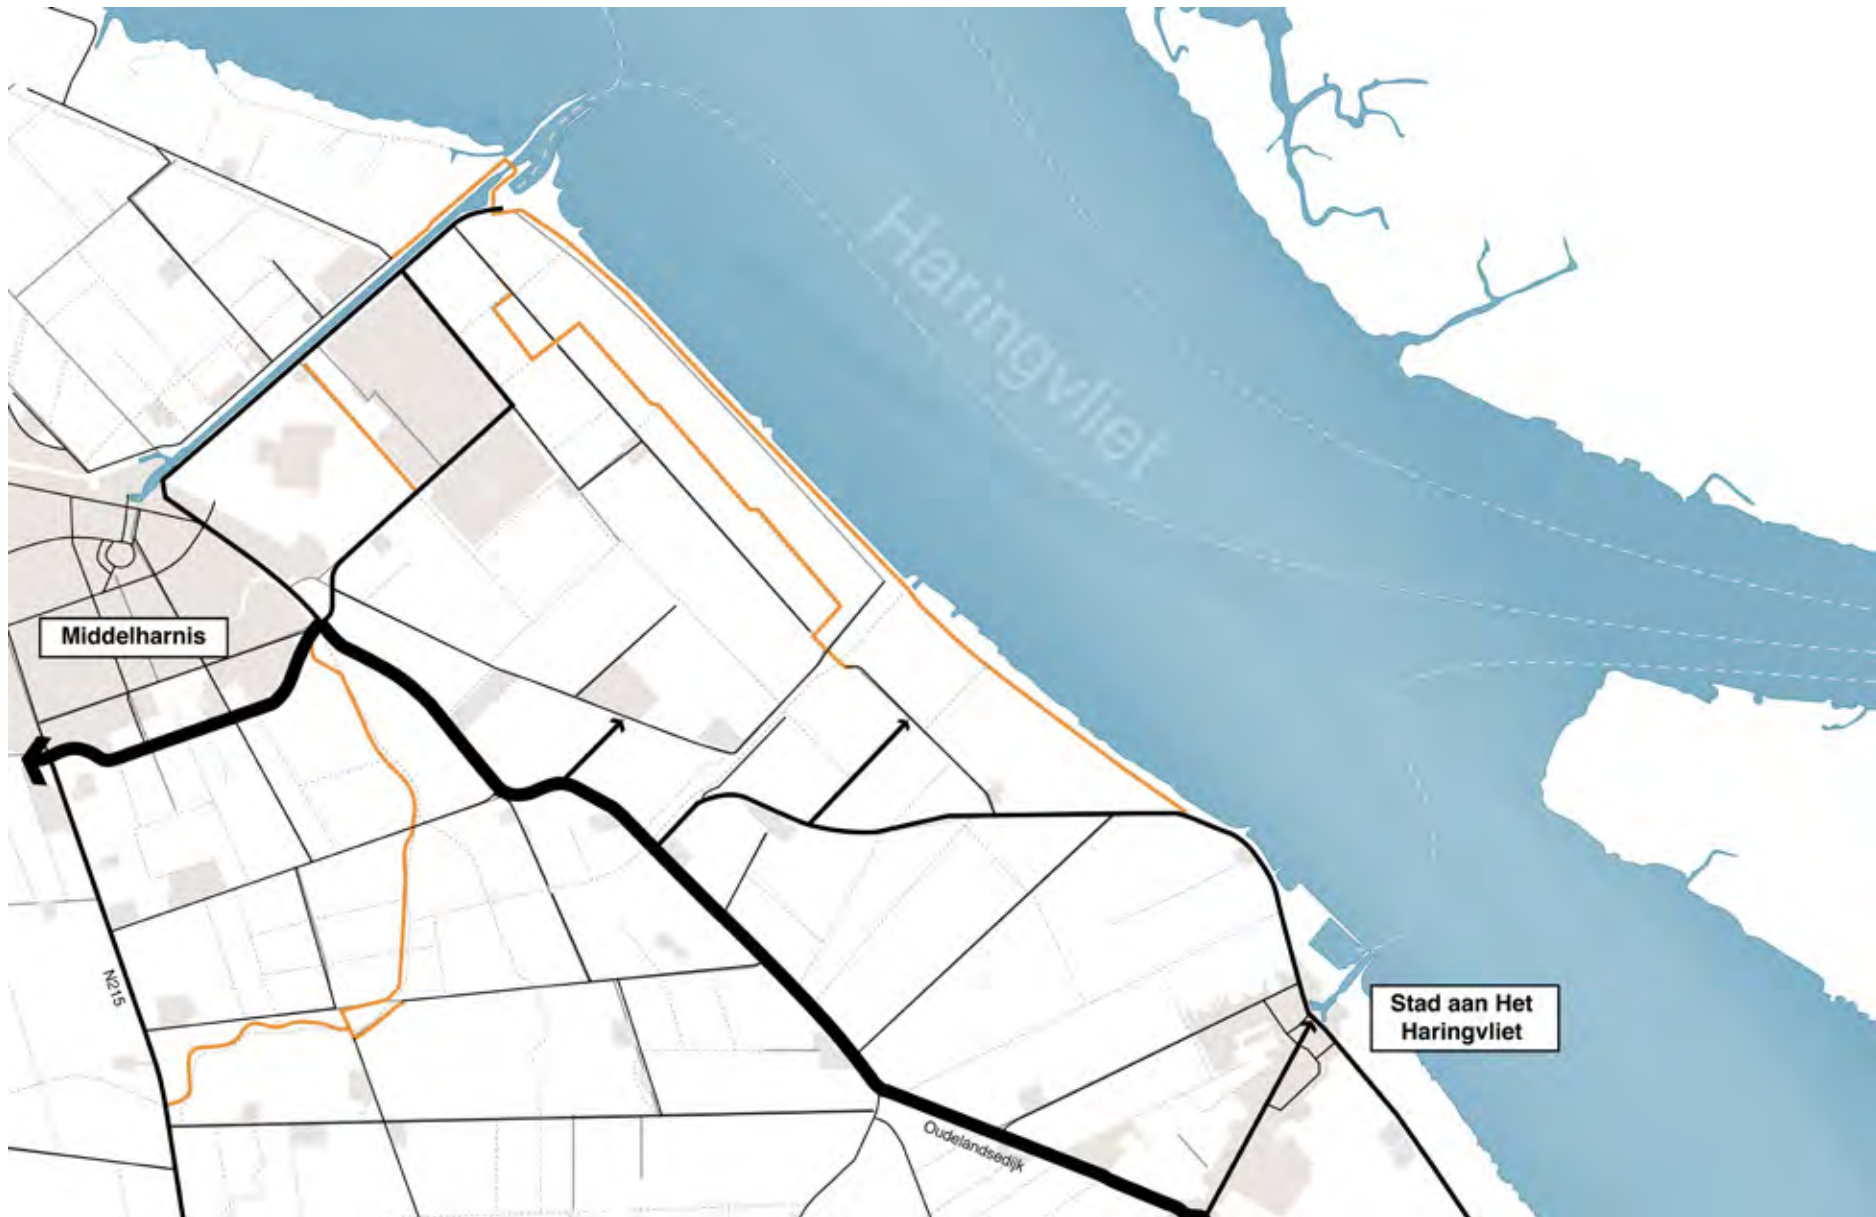 Haringvliet
Middelharnis
N215
Stad aan Het
Haringvliet
Oudelandsedijk